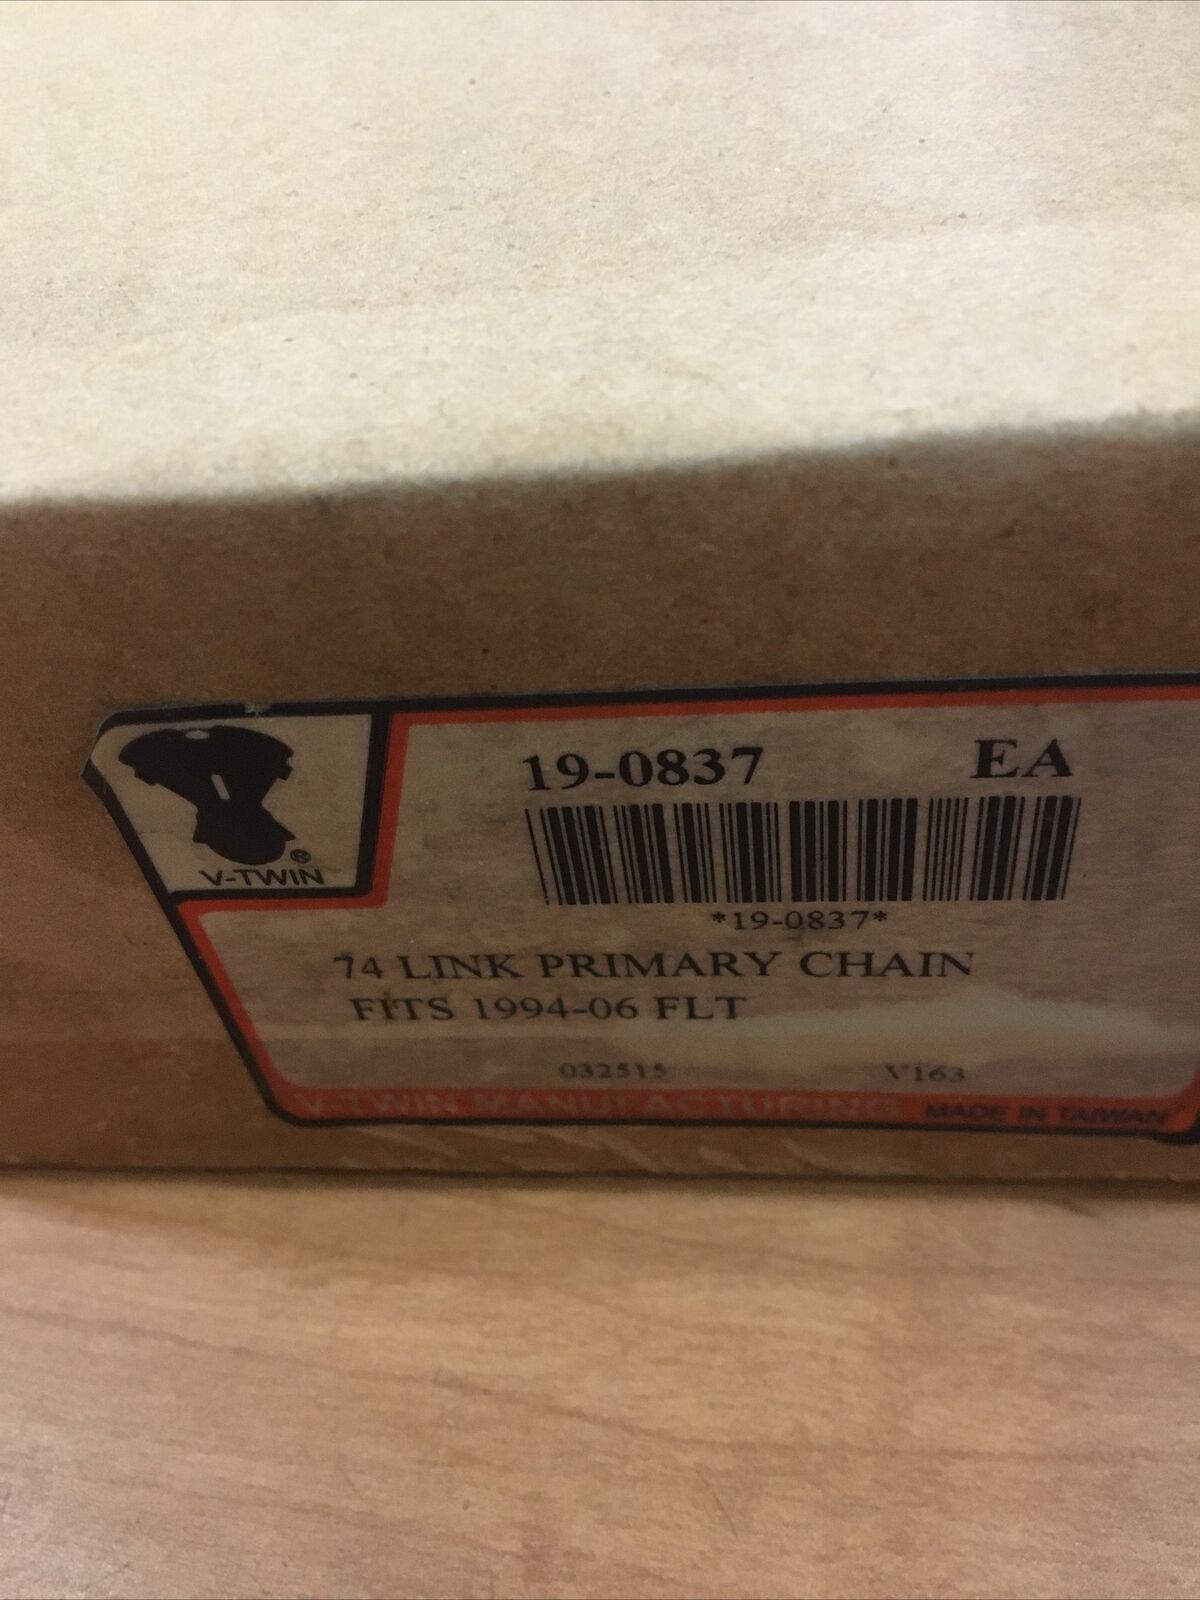 19-0837 EA
*19-0837*
® V-TWIN
74 LINK PRIMARY CHAIN
FITS 1994-06 FLT
032515 V163
V-TWIN MANUFACTURING MADE IN TAIWAN